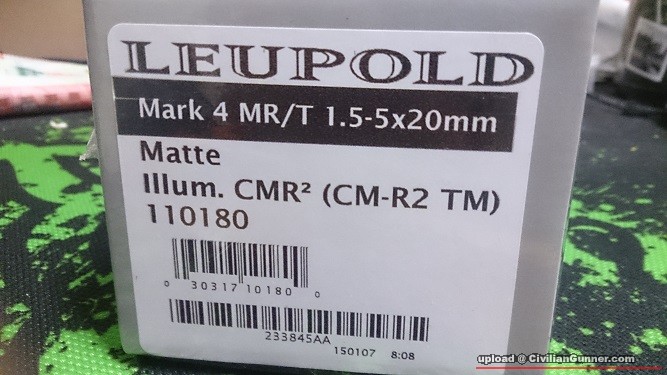 LEUPOLD
Mark 4 MR/T 1.5-5x20mm
Matte
Illum. CMR² (CM-R2 TM)
110180
0 30317 10180 0
233845AA
150107 8:08
upload @ CivilianGunner.com